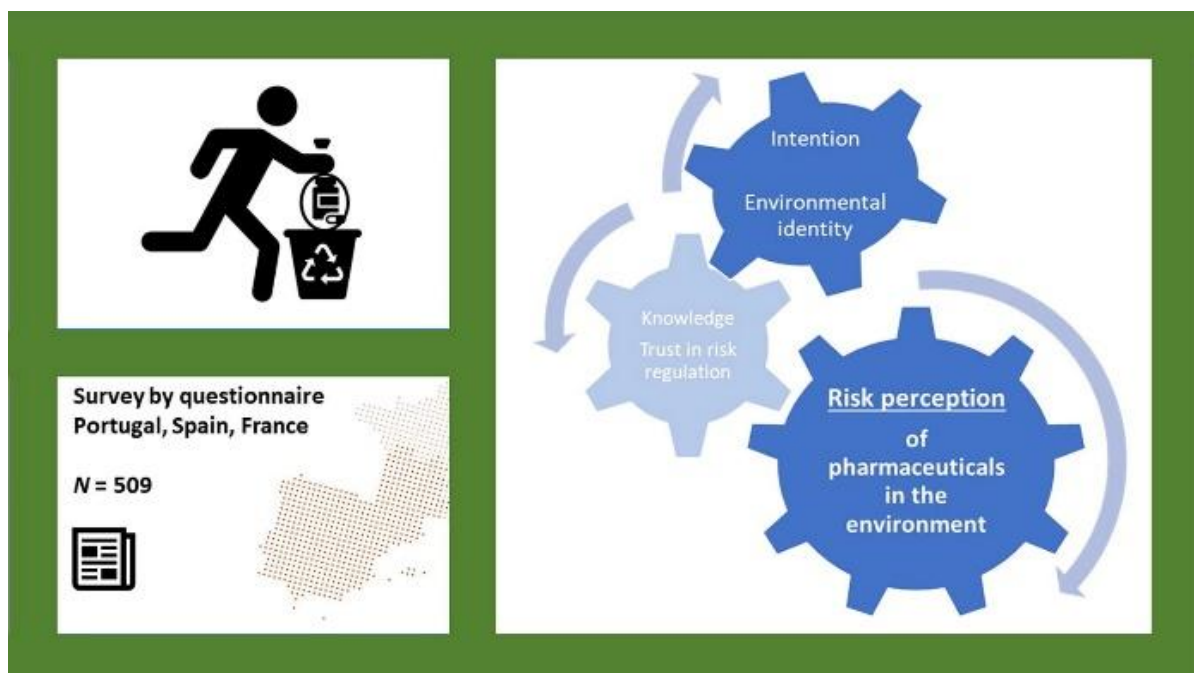 Survey by questionnaire
Portugal, Spain, France
N = 509
Intention
Environmental
identity
Knowledge
Trust in risk
regulation
Risk perception
of
pharmaceuticals
in the
environment